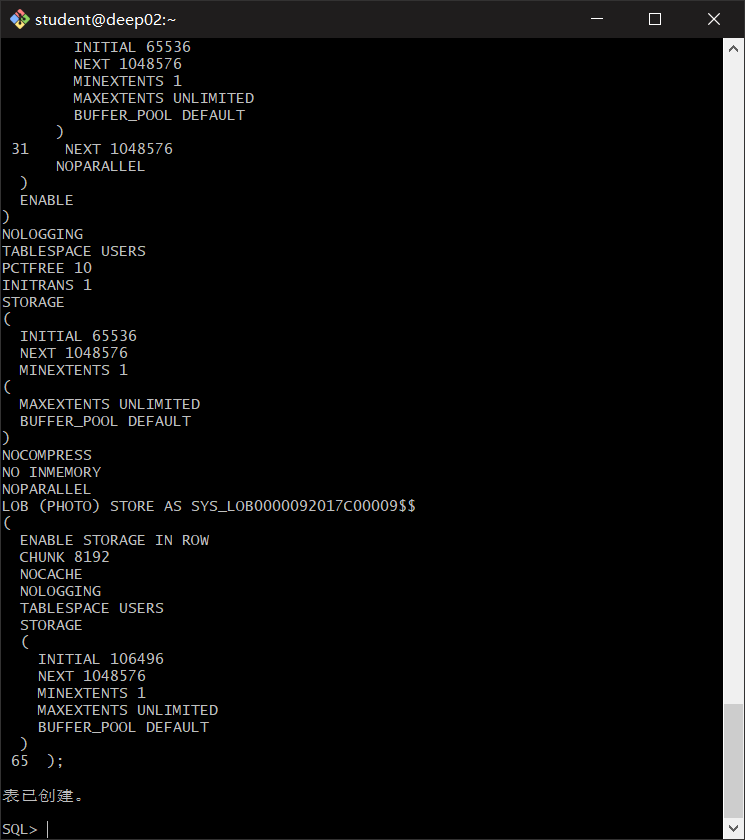 student@deep02:~
INITIAL 65536
NEXT 1048576
MINEXTENTS 1
MAXEXTENTS UNLIMITED
BUFFER_POOL DEFAULT
)
31 NEXT 1048576
NOPARALLEL
)
ENABLE
)
NOLOGGING
TABLESPACE USERS
PCTFREE 10
INITRANS 1
STORAGE
(
INITIAL 65536
NEXT 1048576
MINEXTENTS 1
(
MAXEXTENTS UNLIMITED
BUFFER_POOL DEFAULT
)
NOCOMPRESS
NO INMEMORY
NOPARALLEL
LOB (PHOTO) STORE AS SYS_LOB0000092017C00009$$
(
ENABLE STORAGE IN ROW
CHUNK 8192
NOCACHE
NOLOGGING
TABLESPACE USERS
STORAGE
(
INITIAL 106496
NEXT 1048576
MINEXTENTS 1
MAXEXTENTS UNLIMITED
BUFFER_POOL DEFAULT
)
65 );
表已创建。
SQL>